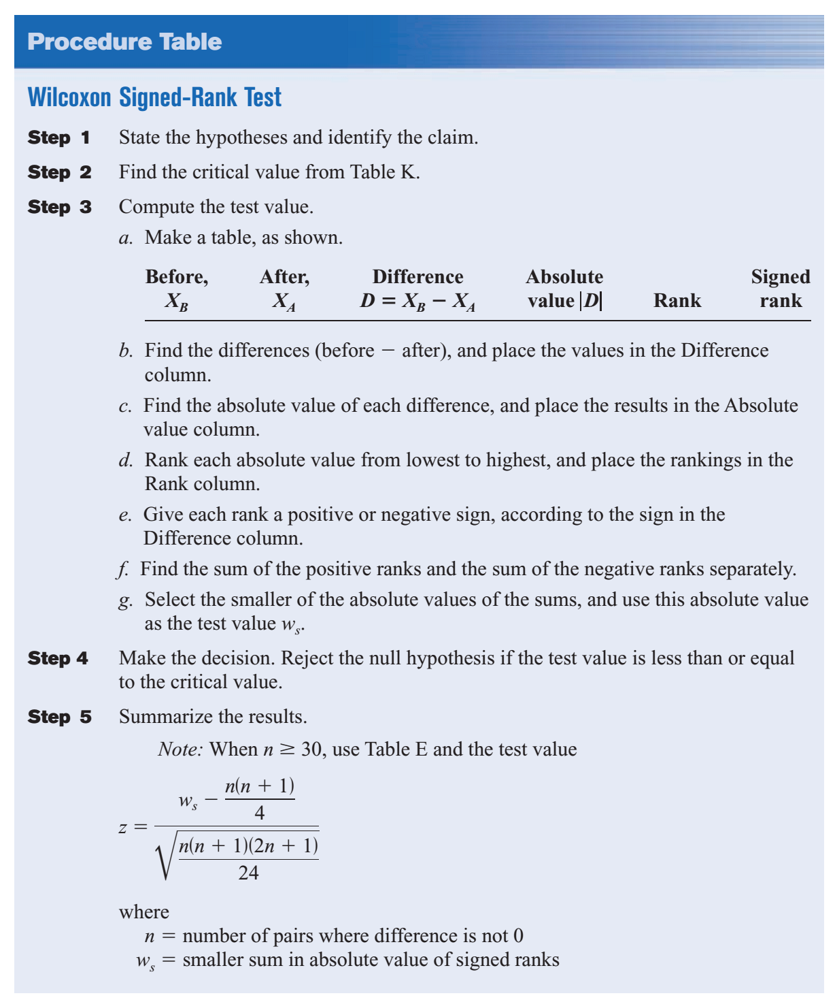 Procedure Table
Wilcoxon Signed-Rank Test
Step 1 State the hypotheses and identify the claim.
Step 2 Find the critical value from Table K.
Step 3 Compute the test value.
a. Make a table, as shown.
Before, After, Difference Absolute Signed
X_B X_A D = X_B − X_A value |D| Rank rank
b. Find the differences (before − after), and place the values in the Difference
column.
c. Find the absolute value of each difference, and place the results in the Absolute
value column.
d. Rank each absolute value from lowest to highest, and place the rankings in the
Rank column.
e. Give each rank a positive or negative sign, according to the sign in the
Difference column.
f. Find the sum of the positive ranks and the sum of the negative ranks separately.
g. Select the smaller of the absolute values of the sums, and use this absolute value
as the test value w_s.
Step 4 Make the decision. Reject the null hypothesis if the test value is less than or equal
to the critical value.
Step 5 Summarize the results.
Note: When n ≥ 30, use Table E and the test value
z = (w_s − n(n + 1)/4) / √(n(n + 1)(2n + 1)/24)
where
n = number of pairs where difference is not 0
w_s = smaller sum in absolute value of signed ranks